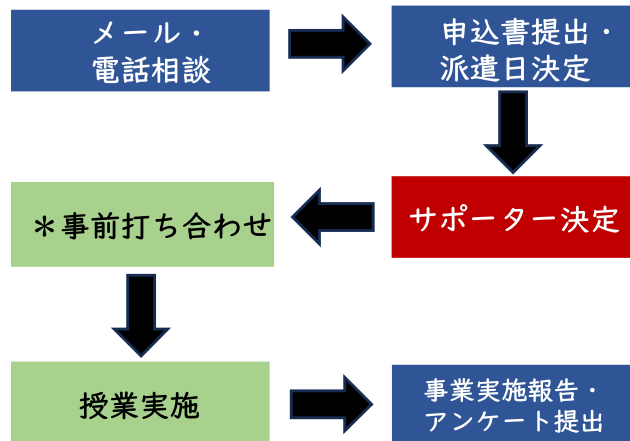 メール・
電話相談
申込書提出・
派遣日決定
サポーター決定
＊事前打ち合わせ
授業実施
事業実施報告・
アンケート提出